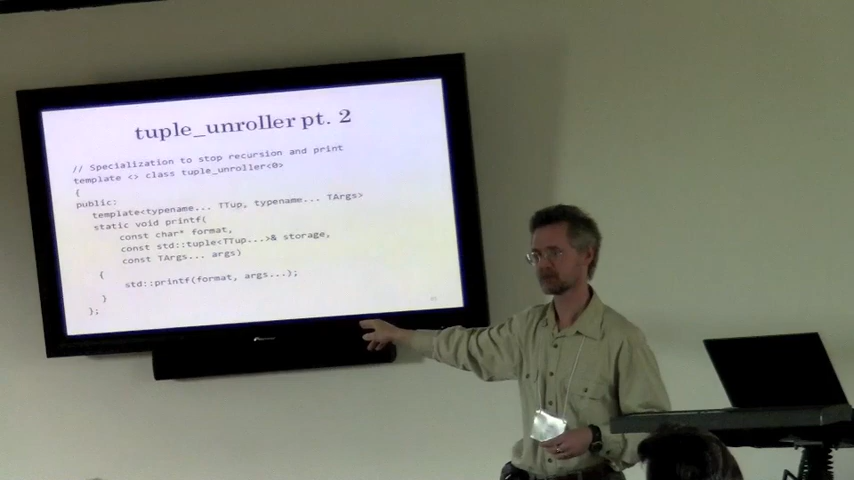 tuple_unroller pt. 2
// Specialization to stop recursion and print
template <> class tuple_unroller<0>
{
public:
template<typename... TTup, typename... TArgs>
static void printf(
const char* format,
const std::tuple<TTup...>& storage,
const TArgs... args)
{
std::printf(format, args...);
}
};